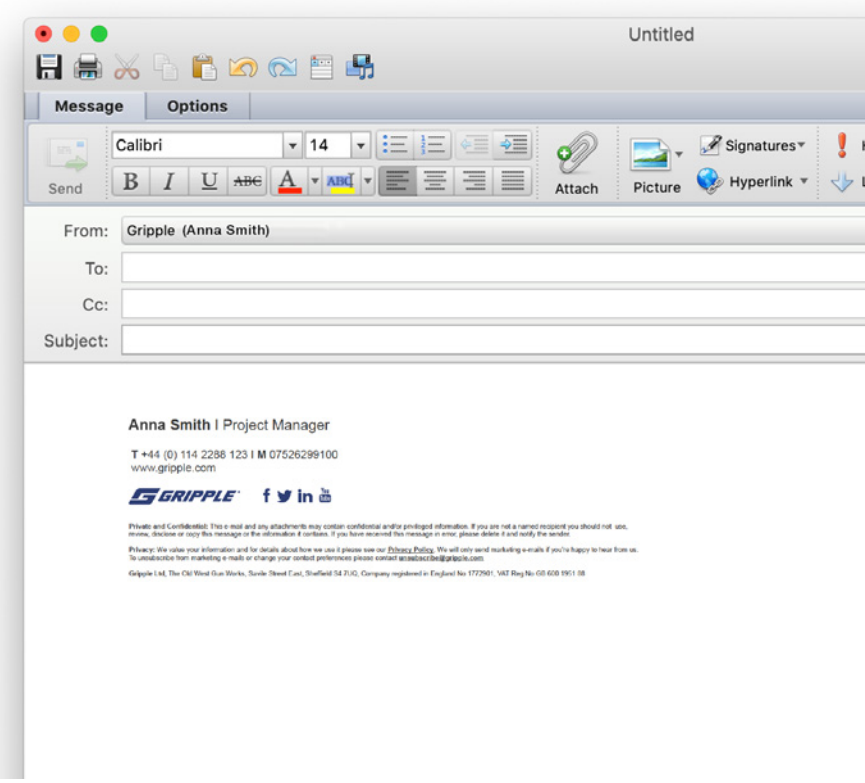 Untitled
Message Options
Calibri 14 Signatures
Send B I U ABC A ABC Attach Picture Hyperlink
From: Gripple (Anna Smith)
To:
Cc:
Subject:
Anna Smith I Project Manager
T +44 (0) 114 2288 123 I M 07526299100
www.gripple.com
GRIPPLE f in You Tube
Private and Confidential: This e-mail and any attachments may contain confidential and/or privileged information. If you are not a named recipient you should not use,
review, disclose or copy this message or the information it contains. If you have received this message in error, please delete it and notify the sender.
Privacy: We value your information and for details about how we use it please see our Privacy Policy. We will only send marketing e-mails if you're happy to hear from us.
To unsubscribe from marketing e-mails or change your contact preferences please contact unsubscribe@gripple.com
Gripple Ltd, The Old West Gun Works, Savile Street East, Sheffield S4 7UQ, Company registered in England No 1772901, VAT Reg No GB 600 1951 88